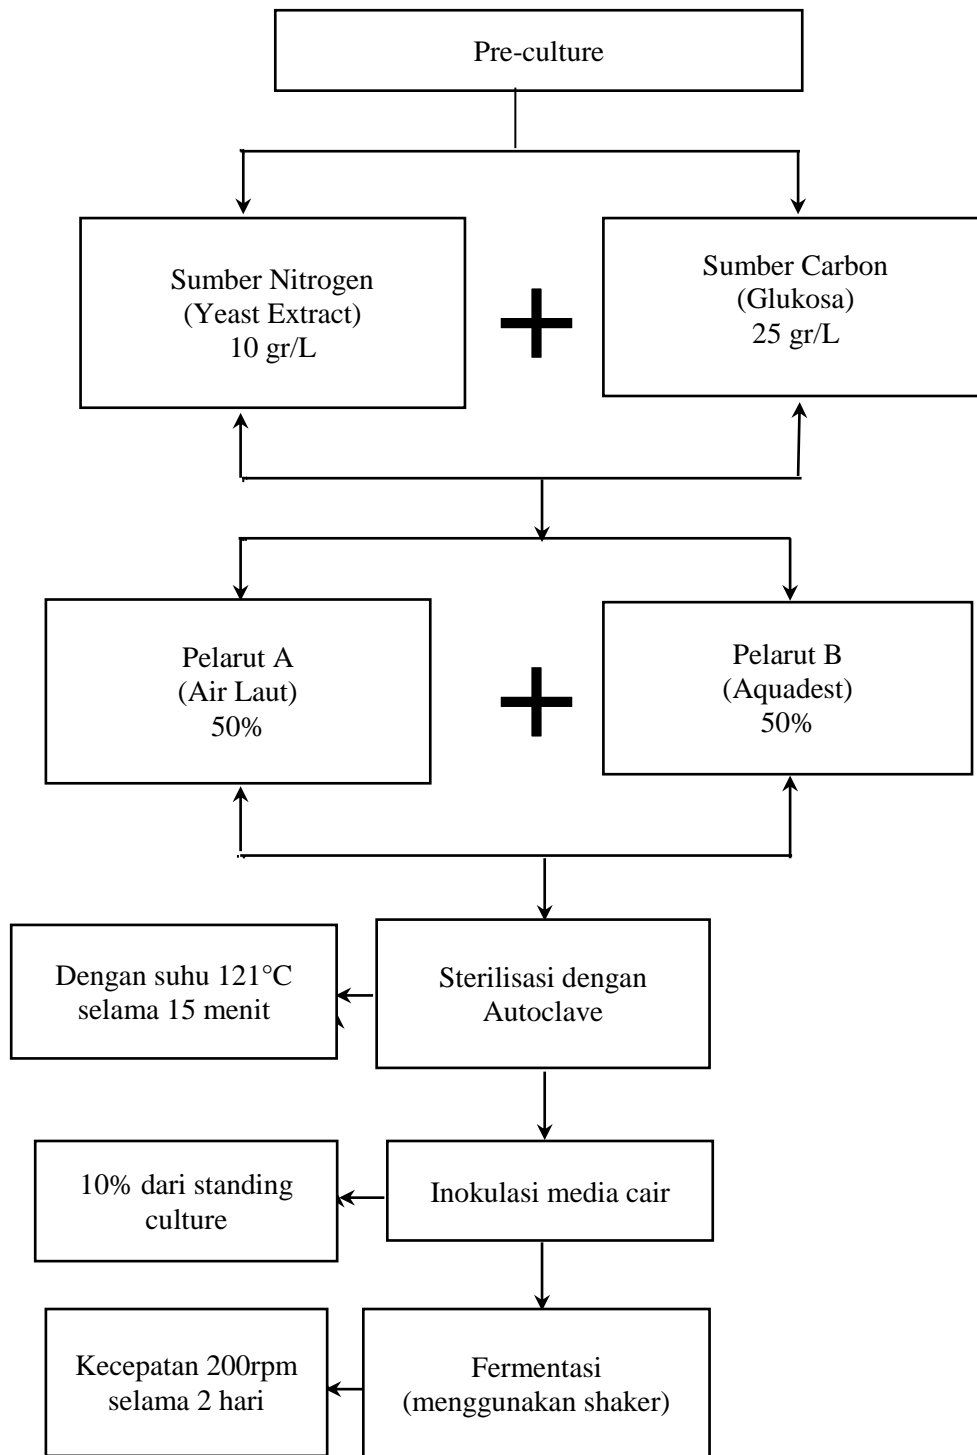 Pre-culture
Sumber Nitrogen
(Yeast Extract)
10 gr/L
Sumber Carbon
(Glukosa)
25 gr/L
Pelarut A
(Air Laut)
50%
Pelarut B
(Aquadest)
50%
Dengan suhu 121°C
selama 15 menit
Sterilisasi dengan
Autoclave
10% dari standing
culture
Inokulasi media cair
Kecepatan 200rpm
selama 2 hari
Fermentasi
(menggunakan shaker)